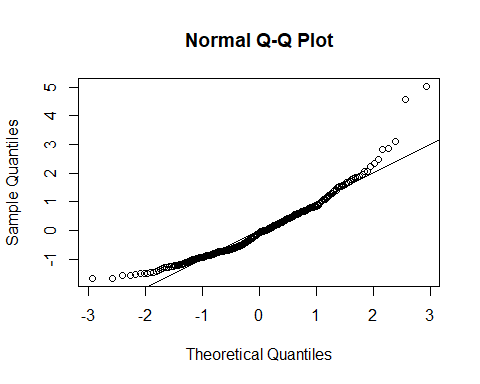 Normal Q-Q Plot
Sample Quantiles
5
4
3
2
1
0
-1
-3 -2 -1 0 1 2 3
Theoretical Quantiles